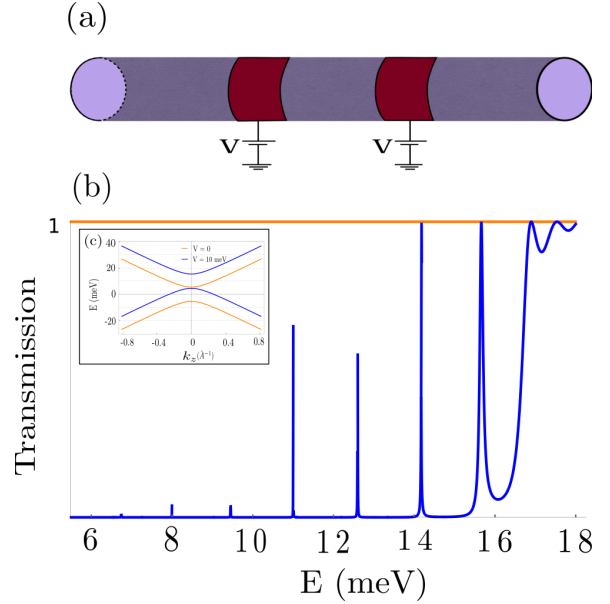 (a)
V V
(b)
1
(c)
V = 0
V = 10 meV
40
20
0
-20
E (meV)
-0.8 -0.4 0 0.4 0.8
k_z(Å⁻¹)
Transmission
6 8 10 12 14 16 18
E (meV)